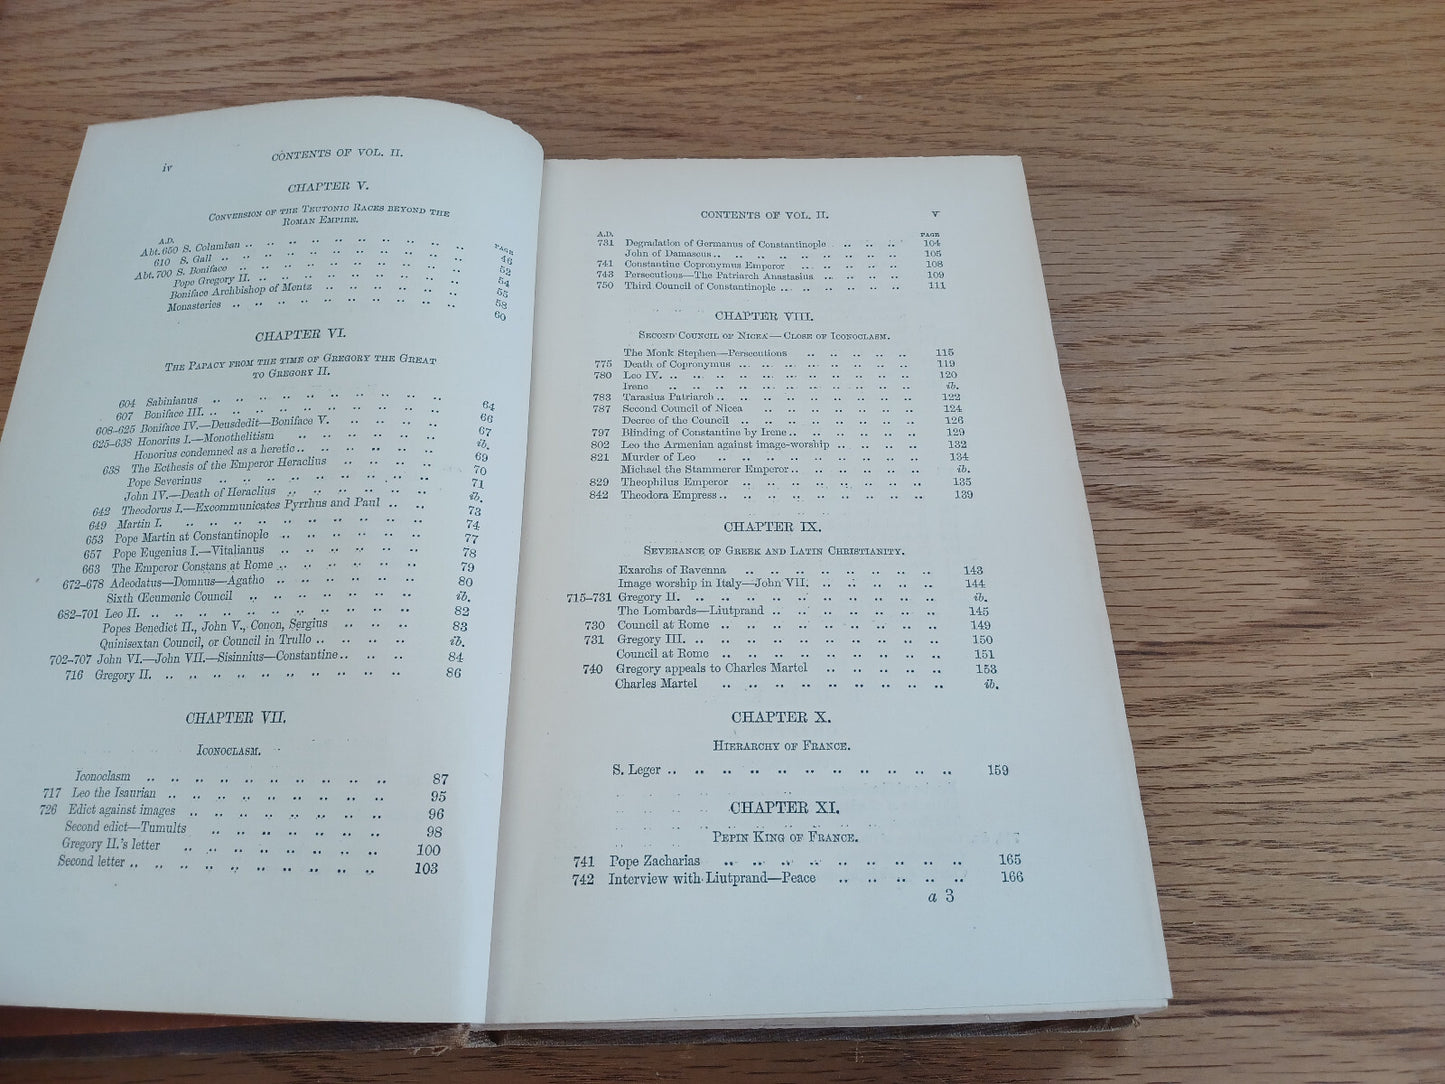 iv
CONTENTS OF VOL. II.
CHAPTER V.
CONVERSION OF THE TEUTONIC RACES BEYOND THE
ROMAN EMPIRE.
A.D. PAGE
Abt. 650 S. Columban .. .. .. .. .. .. .. .. .. 46
610 S. Gall .. .. .. .. .. .. .. .. .. .. 52
Abt. 700 S. Boniface .. .. .. .. .. .. .. .. .. 54
Pope Gregory II. .. .. .. .. .. .. .. .. 55
Boniface Archbishop of Mentz .. .. .. .. .. 58
Monasteries .. .. .. .. .. .. .. .. .. 60
CHAPTER VI.
THE PAPACY FROM THE TIME OF GREGORY THE GREAT
TO GREGORY II.
604 Sabinianus .. .. .. .. .. .. .. .. .. 64
607 Boniface III. .. .. .. .. .. .. .. .. .. 66
608-625 Boniface IV.—Deusdedit—Boniface V. .. .. .. .. 67
625-638 Honorius I.—Monothelitism .. .. .. .. .. ib.
Honorius condemned as a heretic .. .. .. .. 69
638 The Ecthesis of the Emperor Heraclius .. .. .. 70
Pope Severinus .. .. .. .. .. .. .. 71
John IV.—Death of Heraclius .. .. .. .. .. ib.
642 Theodorus I.—Excommunicates Pyrrhus and Paul .. .. 73
649 Martin I. .. .. .. .. .. .. .. .. .. 74
653 Pope Martin at Constantinople .. .. .. .. .. 77
657 Pope Eugenius I.—Vitalianus .. .. .. .. .. 78
663 The Emperor Constans at Rome .. .. .. .. .. 79
672-678 Adeodatus—Domnus—Agatho .. .. .. .. .. 80
Sixth Œcumenic Council .. .. .. .. .. .. ib.
682-701 Leo II. .. .. .. .. .. .. .. .. .. 82
Popes Benedict II., John V., Conon, Sergius .. .. .. 83
Quinisextan Council, or Council in Trullo .. .. .. .. ib.
702-707 John VI.—John VII.—Sisinnius—Constantine .. .. .. 84
716 Gregory II. .. .. .. .. .. .. .. .. .. 86
CHAPTER VII.
ICONOCLASM.
Iconoclasm .. .. .. .. .. .. .. .. .. 87
717 Leo the Isaurian .. .. .. .. .. .. .. .. 95
726 Edict against images .. .. .. .. .. .. .. .. 96
Second edict—Tumults .. .. .. .. .. .. .. 98
Gregory II.'s letter .. .. .. .. .. .. .. .. 100
Second letter .. .. .. .. .. .. .. .. .. 103
CONTENTS OF VOL. II. v
A.D. PAGE
731 Degradation of Germanus of Constantinople .. .. .. 104
John of Damascus .. .. .. .. .. .. .. .. 105
741 Constantine Copronymus Emperor .. .. .. .. .. 108
743 Persecutions—The Patriarch Anastasius .. .. .. .. 109
750 Third Council of Constantinople .. .. .. .. .. 111
CHAPTER VIII.
SECOND COUNCIL OF NICEA—CLOSE OF ICONOCLASM.
The Monk Stephen—Persecutions .. .. .. .. .. 115
775 Death of Copronymus .. .. .. .. .. .. .. .. 119
780 Leo IV. .. .. .. .. .. .. .. .. .. .. 120
Irene .. .. .. .. .. .. .. .. .. .. ib.
783 Tarasius Patriarch .. .. .. .. .. .. .. .. 122
787 Second Council of Nicea .. .. .. .. .. .. .. 124
Decree of the Council .. .. .. .. .. .. .. 126
797 Blinding of Constantine by Irene .. .. .. .. .. .. 129
802 Leo the Armenian against image-worship .. .. .. .. 132
821 Murder of Leo .. .. .. .. .. .. .. .. .. 134
Michael the Stammerer Emperor .. .. .. .. .. .. ib.
829 Theophilus Emperor .. .. .. .. .. .. .. .. 135
842 Theodora Empress .. .. .. .. .. .. .. .. 139
CHAPTER IX.
SEVERANCE OF GREEK AND LATIN CHRISTIANITY.
Exarchs of Ravenna .. .. .. .. .. .. .. .. 143
Image worship in Italy—John VII. .. .. .. .. .. 144
715-731 Gregory II. .. .. .. .. .. .. .. .. .. ib.
The Lombards—Liutprand .. .. .. .. .. .. .. 145
730 Council at Rome .. .. .. .. .. .. .. .. 149
731 Gregory III. .. .. .. .. .. .. .. .. .. 150
Council at Rome .. .. .. .. .. .. .. .. 151
740 Gregory appeals to Charles Martel .. .. .. .. .. 153
Charles Martel .. .. .. .. .. .. .. .. ib.
CHAPTER X.
HIERARCHY OF FRANCE.
S. Leger .. .. .. .. .. .. .. .. .. .. .. 159
CHAPTER XI.
PEPIN KING OF FRANCE.
741 Pope Zacharias .. .. .. .. .. .. .. .. .. 165
742 Interview with Liutprand—Peace .. .. .. .. .. 166
a 3